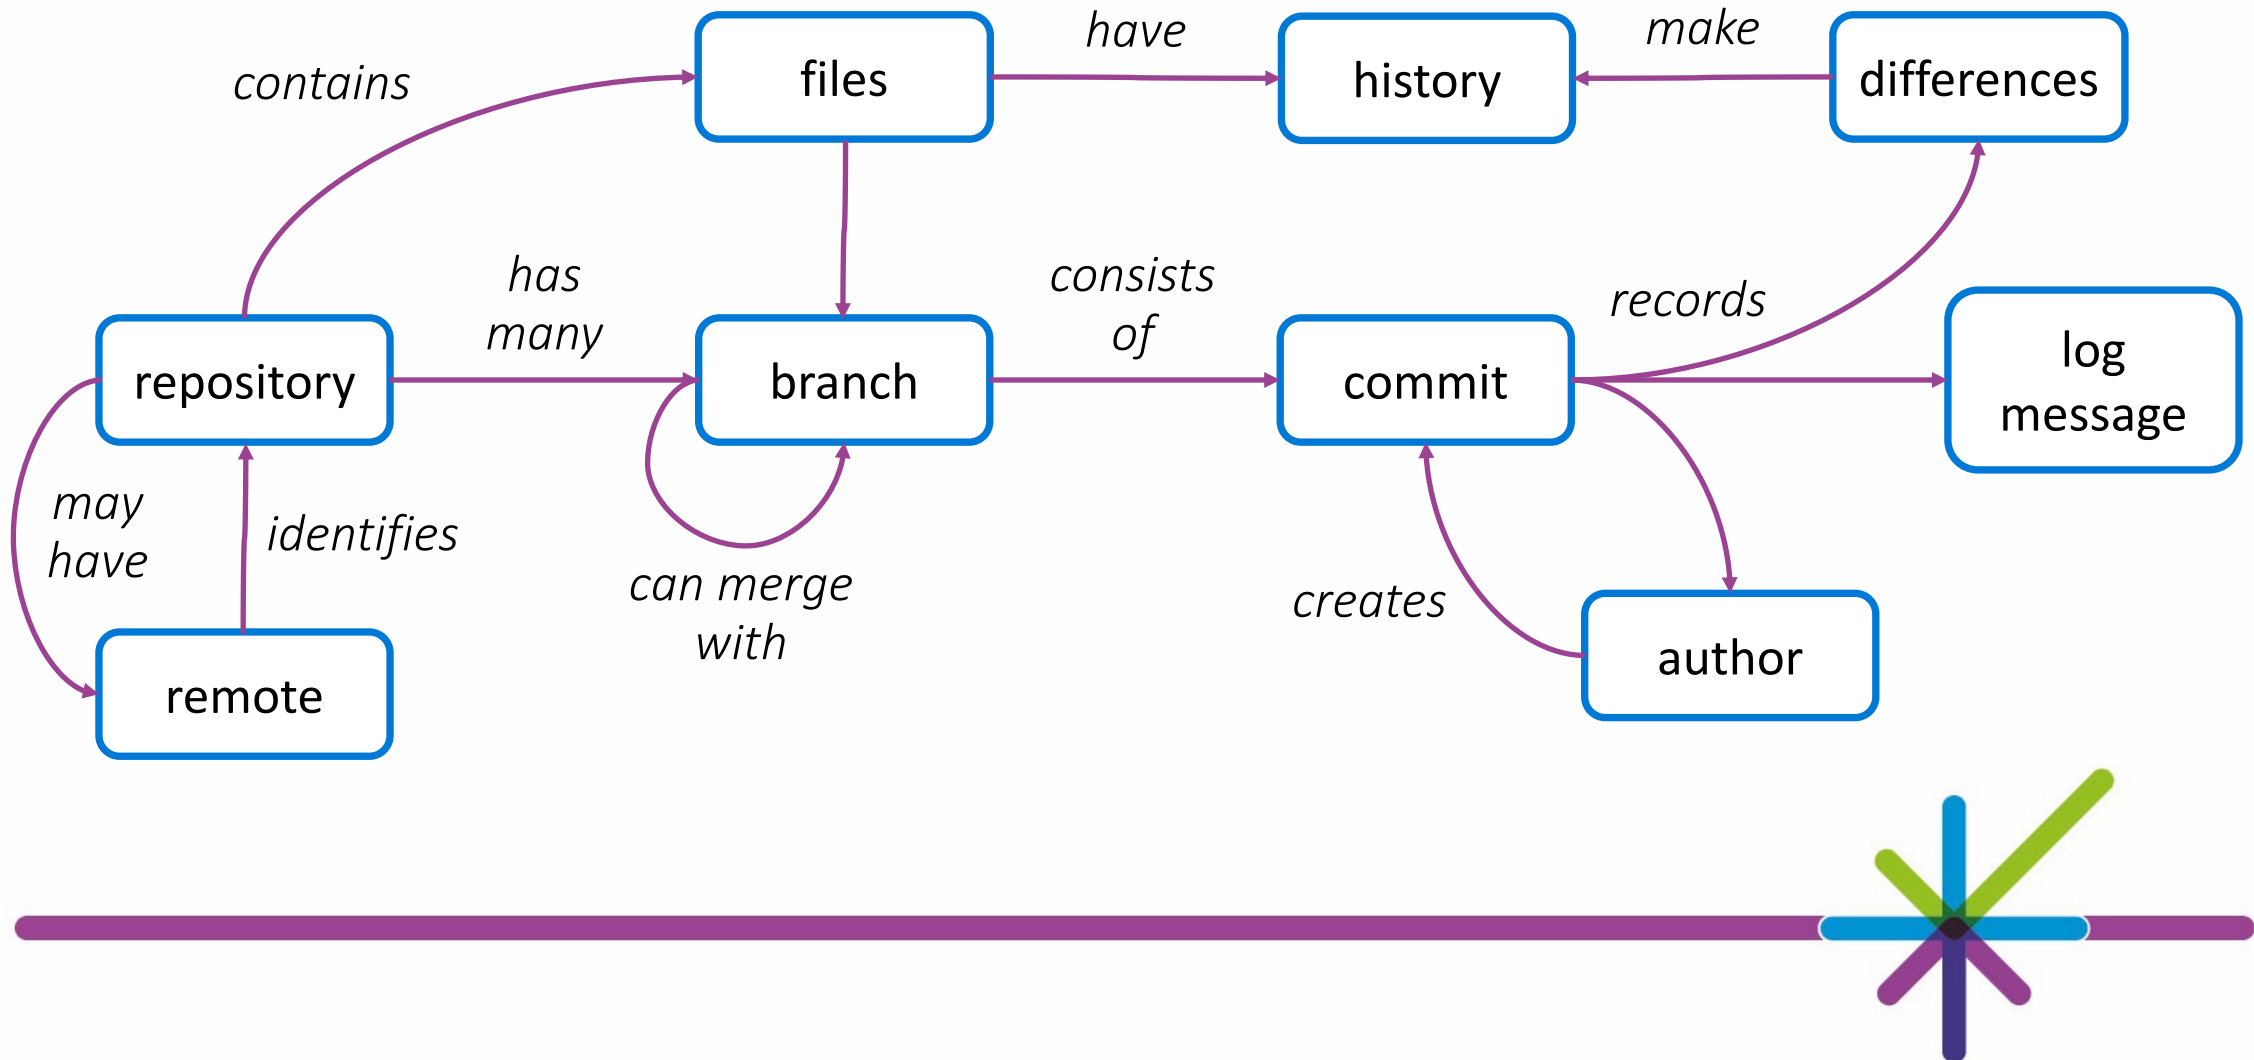 files
have
history
make
differences
contains
has
many
consists
of
records
log
message
repository
branch
commit
may
have
identifies
can merge
with
creates
author
remote